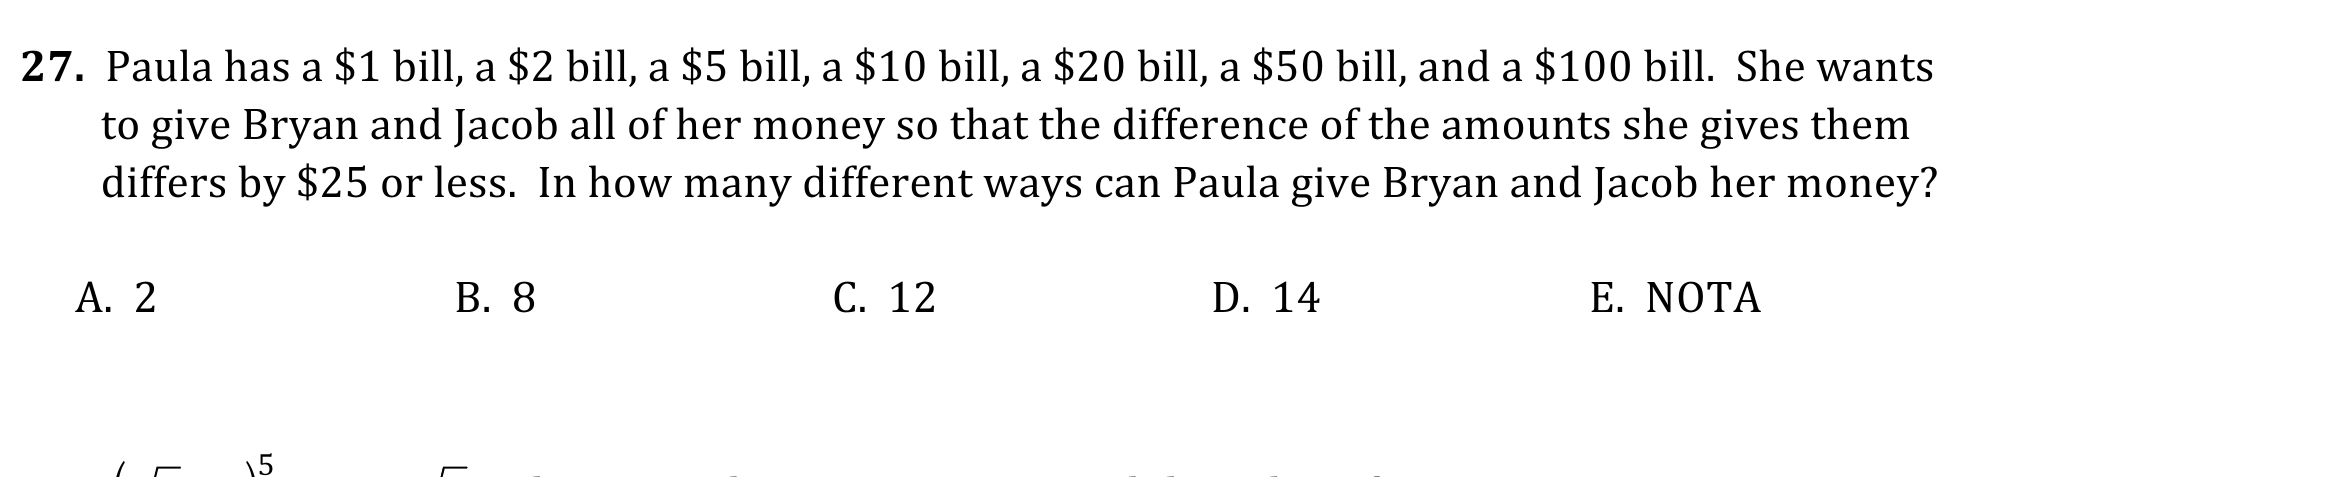 27. Paula has a $1 bill, a $2 bill, a $5 bill, a $10 bill, a $20 bill, a $50 bill, and a $100 bill. She wants
to give Bryan and Jacob all of her money so that the difference of the amounts she gives them
differs by $25 or less. In how many different ways can Paula give Bryan and Jacob her money?
A. 2 B. 8 C. 12 D. 14 E. NOTA
5